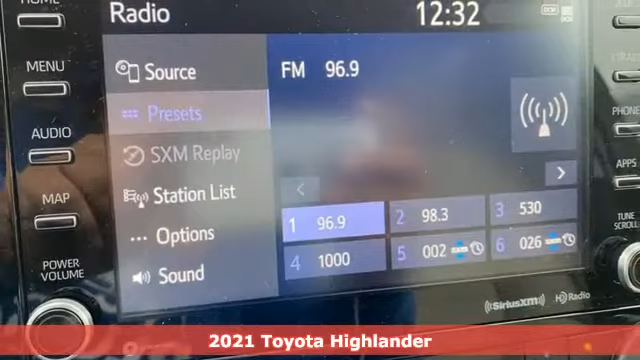 HOME
Radio
12:32
MENU
Source
FM 96.9
Presets
AUDIO
SXM Replay
PHONE
Station List
APPS
MAP
1 96.9
2 98.3
3 530
Options
4 1000
5 002
6 026
TUNE
SCROLL
POWER
VOLUME
Sound
((SiriusXM))
HD Radio
2021 Toyota Highlander